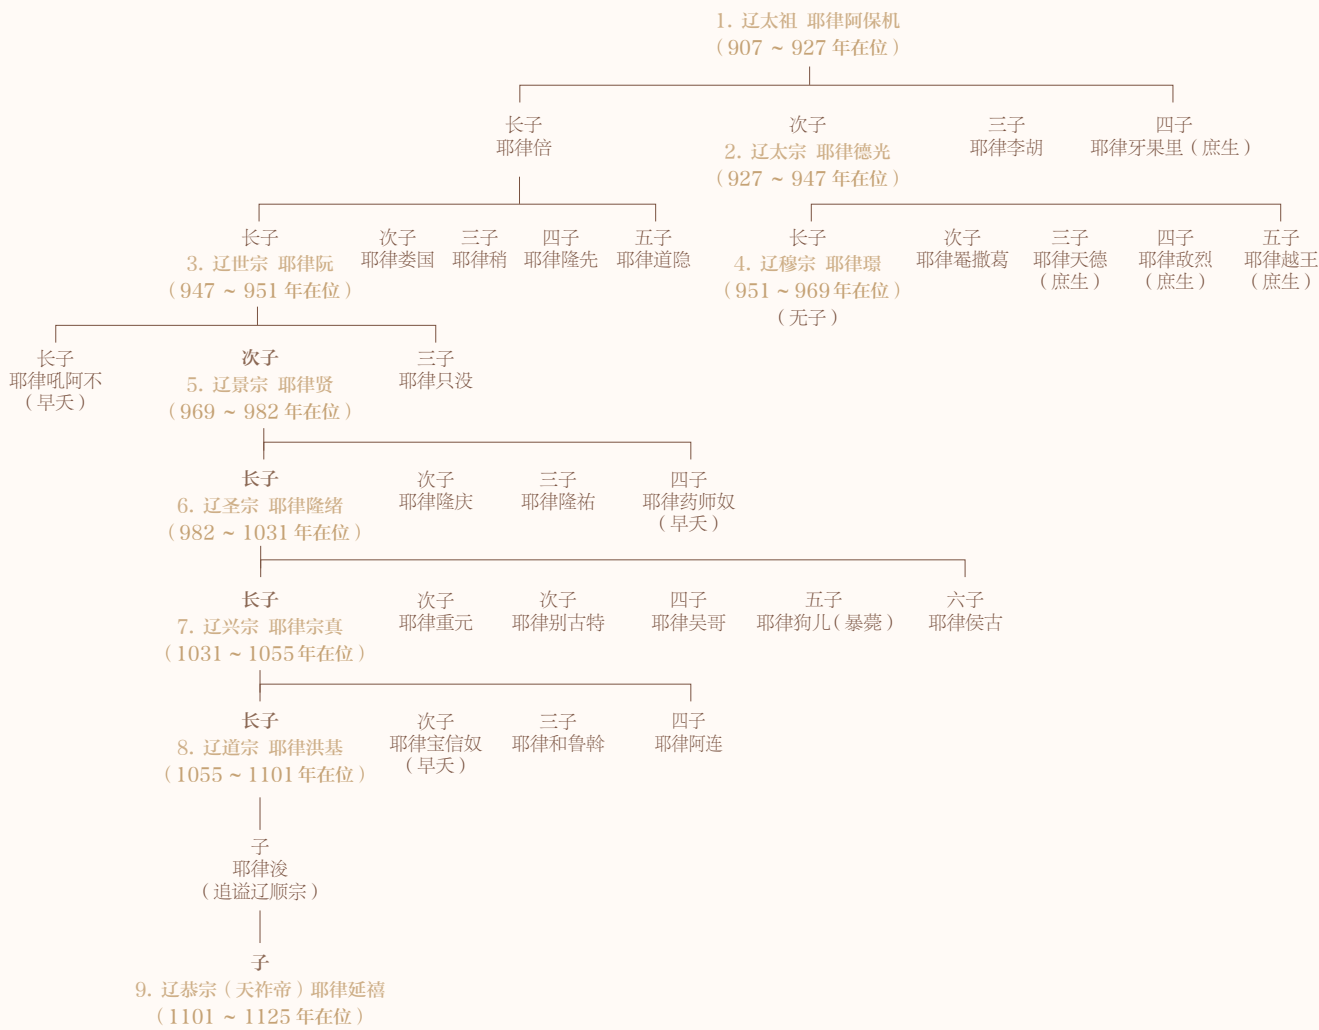 1. 辽太祖 耶律阿保机
（907 ~ 927 年在位）
长子
耶律倍
次子
2. 辽太宗 耶律德光
（927 ~ 947 年在位）
三子
耶律李胡
四子
耶律牙果里（庶生）
长子
3. 辽世宗 耶律阮
（947 ~ 951 年在位）
次子
耶律娄国
三子
耶律稍
四子
耶律隆先
五子
耶律道隐
长子
4. 辽穆宗 耶律璟
（951 ~ 969年在位）
（无子）
次子
耶律罨撒葛
三子
耶律天德
（庶生）
四子
耶律敌烈
（庶生）
五子
耶律越王
（庶生）
长子
耶律吼阿不
（早夭）
次子
5. 辽景宗 耶律贤
（969 ~ 982 年在位）
三子
耶律只没
长子
6. 辽圣宗 耶律隆绪
（982 ~ 1031 年在位）
次子
耶律隆庆
三子
耶律隆祐
四子
耶律药师奴
（早夭）
长子
7. 辽兴宗 耶律宗真
（1031 ~ 1055年在位）
次子
耶律重元
次子
耶律别古特
四子
耶律吴哥
五子
耶律狗儿（暴薨）
六子
耶律侯古
长子
8. 辽道宗 耶律洪基
（1055 ~ 1101 年在位）
次子
耶律宝信奴
（早夭）
三子
耶律和鲁斡
四子
耶律阿连
子
耶律浚
（追谥辽顺宗）
子
9. 辽恭宗（天祚帝）耶律延禧
（1101 ~ 1125 年在位）